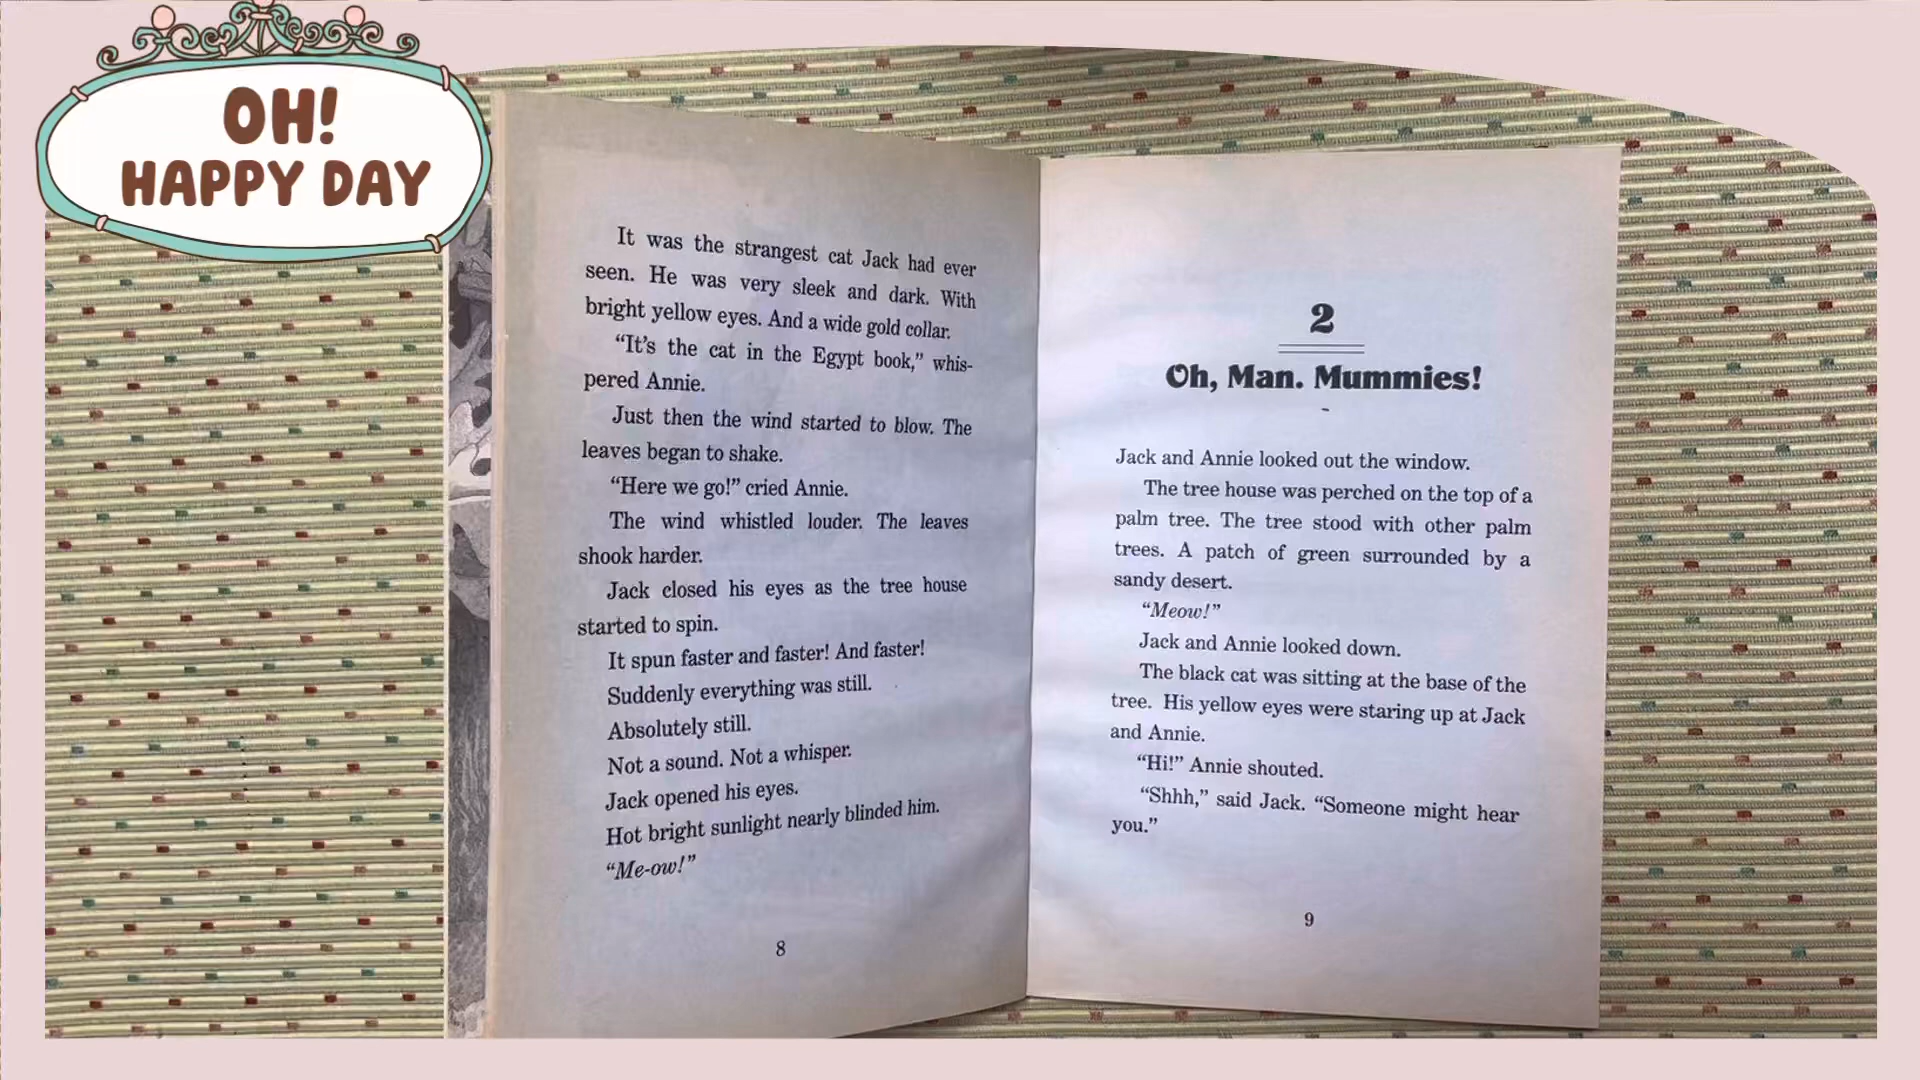 OH!
HAPPY DAY
It was the strangest cat Jack had ever
seen. He was very sleek and dark. With
bright yellow eyes. And a wide gold collar.
“It’s the cat in the Egypt book,” whis-
pered Annie.
Just then the wind started to blow. The
leaves began to shake.
“Here we go!” cried Annie.
The wind whistled louder. The leaves
shook harder.
Jack closed his eyes as the tree house
started to spin.
It spun faster and faster! And faster!
Suddenly everything was still.
Absolutely still.
Not a sound. Not a whisper.
Jack opened his eyes.
Hot bright sunlight nearly blinded him.
“Me-ow!”
8
2
Oh, Man. Mummies!
Jack and Annie looked out the window.
The tree house was perched on the top of a
palm tree. The tree stood with other palm
trees. A patch of green surrounded by a
sandy desert.
“Meow!”
Jack and Annie looked down.
The black cat was sitting at the base of the
tree. His yellow eyes were staring up at Jack
and Annie.
“Hi!” Annie shouted.
“Shhh,” said Jack. “Someone might hear
you.”
9